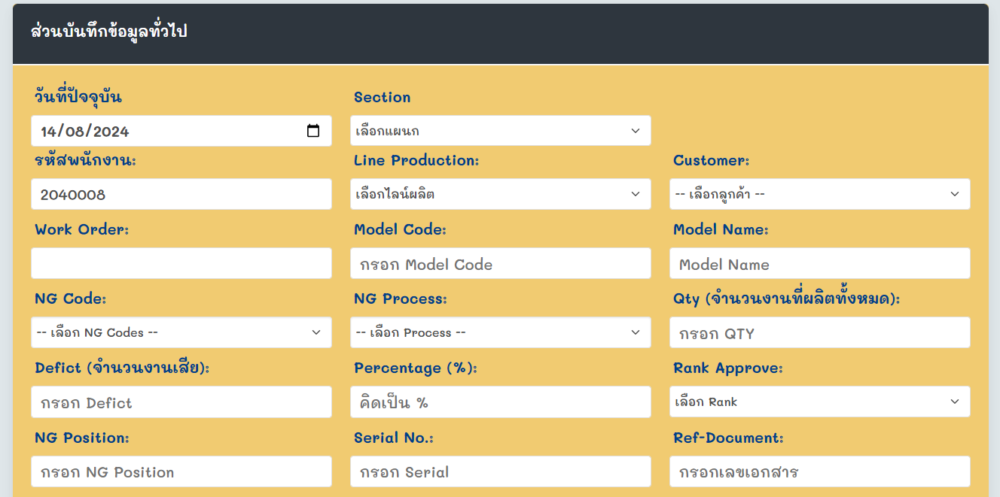 ส่วนบันทึกข้อมูลทั่วไป
วันที่ปัจจุบัน Section
14/08/2024 เลือกแผนก
รหัสพนักงาน: Line Production: Customer:
2040008 เลือกไลน์ผลิต -- เลือกลูกค้า --
Work Order: Model Code: Model Name:
กรอก Model Code Model Name
NG Code: NG Process: Qty (จำนวนงานที่ผลิตทั้งหมด):
-- เลือก NG Codes -- -- เลือก Process -- กรอก QTY
Defict (จำนวนงานเสีย): Percentage (%): Rank Approve:
กรอก Defict คิดเป็น % เลือก Rank
NG Position: Serial No.: Ref-Document:
กรอก NG Position กรอก Serial กรอกเลขเอกสาร